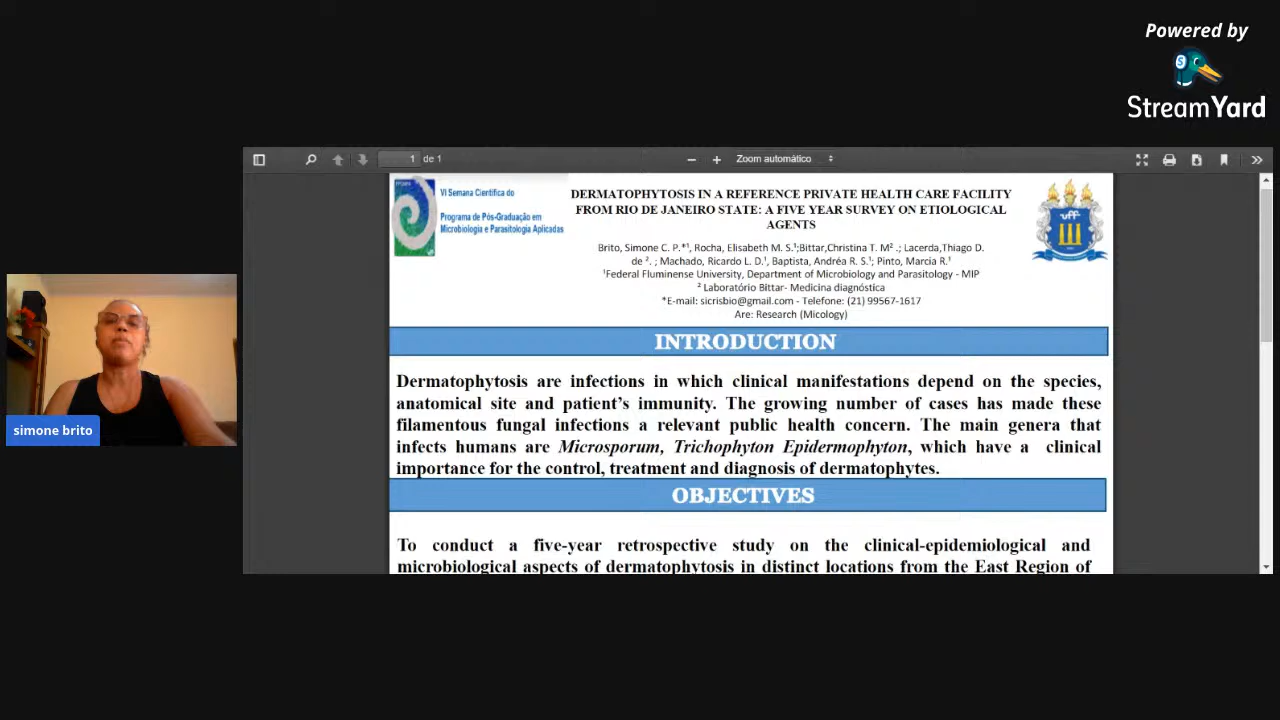 Powered by
StreamYard
1 de 1
Zoom automático
VI Semana Científica do
Programa de Pós-Graduação em
Microbiologia e Parasitologia Aplicadas
DERMATOPHYTOSIS IN A REFERENCE PRIVATE HEALTH CARE FACILITY
FROM RIO DE JANEIRO STATE: A FIVE YEAR SURVEY ON ETIOLOGICAL
AGENTS
Brito, Simone C. P.*¹, Rocha, Elisabeth M. S.¹;Bittar,Christina T. M² .; Lacerda,Thiago D.
de ². ; Machado, Ricardo L. D.¹, Baptista, Andréa R. S.¹; Pinto, Marcia R.¹
¹Federal Fluminense University, Department of Microbiology and Parasitology - MIP
² Laboratório Bittar- Medicina diagnóstica
*E-mail: sicrisbio@gmail.com - Telefone: (21) 99567-1617
Are: Research (Micology)
uff
INTRODUCTION
Dermatophytosis are infections in which clinical manifestations depend on the species,
anatomical site and patient's immunity. The growing number of cases has made these
filamentous fungal infections a relevant public health concern. The main genera that
infects humans are Microsporum, Trichophyton Epidermophyton, which have a clinical
importance for the control, treatment and diagnosis of dermatophytes.
OBJECTIVES
To conduct a five-year retrospective study on the clinical-epidemiological and
microbiological aspects of dermatophytosis in distinct locations from the East Region of
simone brito